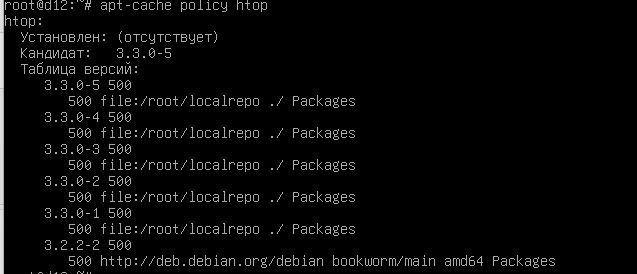 root@d12:~# apt-cache policy htop
htop:
  Установлен: (отсутствует)
  Кандидат:   3.3.0-5
  Таблица версий:
     3.3.0-5 500
        500 file:/root/localrepo ./ Packages
     3.3.0-4 500
        500 file:/root/localrepo ./ Packages
     3.3.0-3 500
        500 file:/root/localrepo ./ Packages
     3.3.0-2 500
        500 file:/root/localrepo ./ Packages
     3.3.0-1 500
        500 file:/root/localrepo ./ Packages
     3.2.2-2 500
        500 http://deb.debian.org/debian bookworm/main amd64 Packages